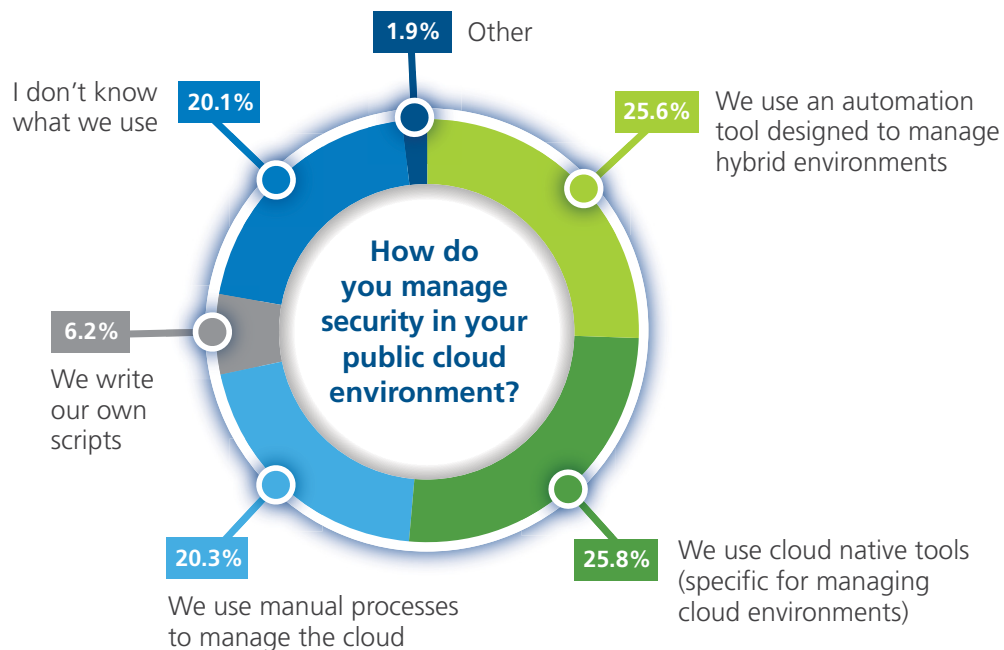 1.9%
Other
25.6%
We use an automation
tool designed to manage
hybrid environments
25.8%
We use cloud native tools
(specific for managing
cloud environments)
20.3%
We use manual processes
to manage the cloud
6.2%
We write
our own
scripts
20.1%
I don’t know
what we use
How do
you manage
security in your
public cloud
environment?